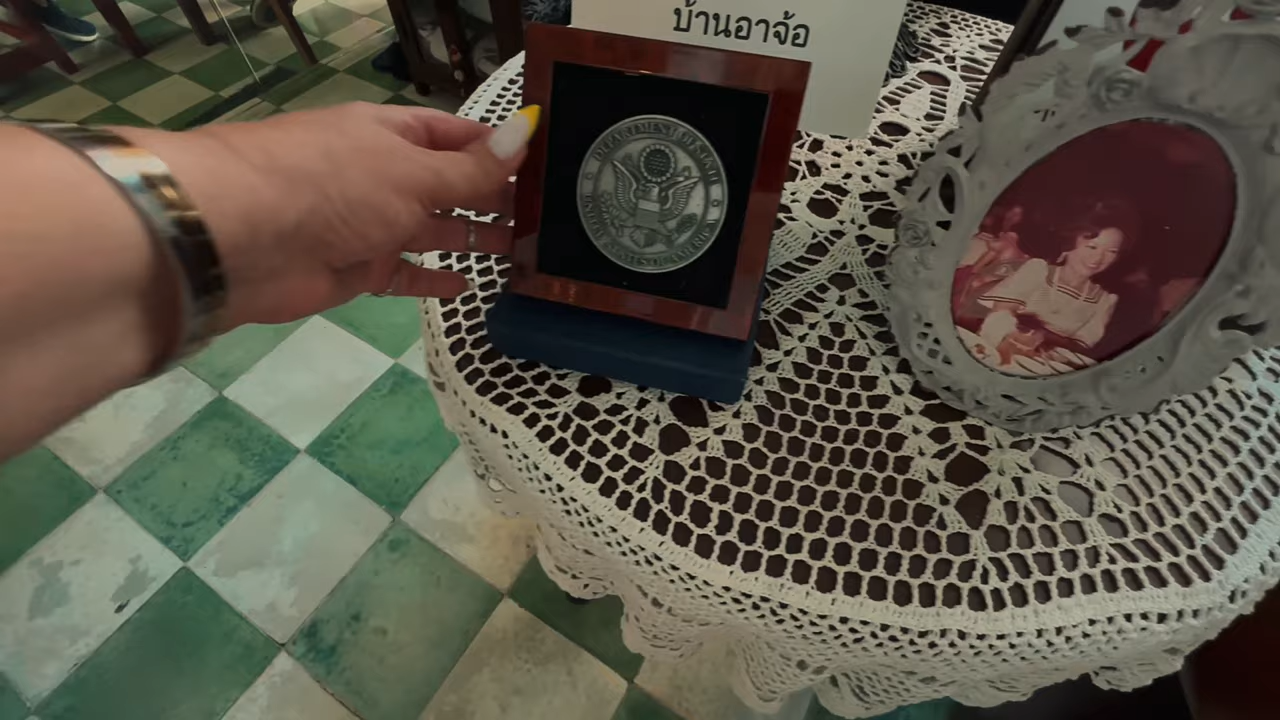 บ้านอาจ้อ
DEPARTMENT OF STATE
UNITED STATES OF AMERICA